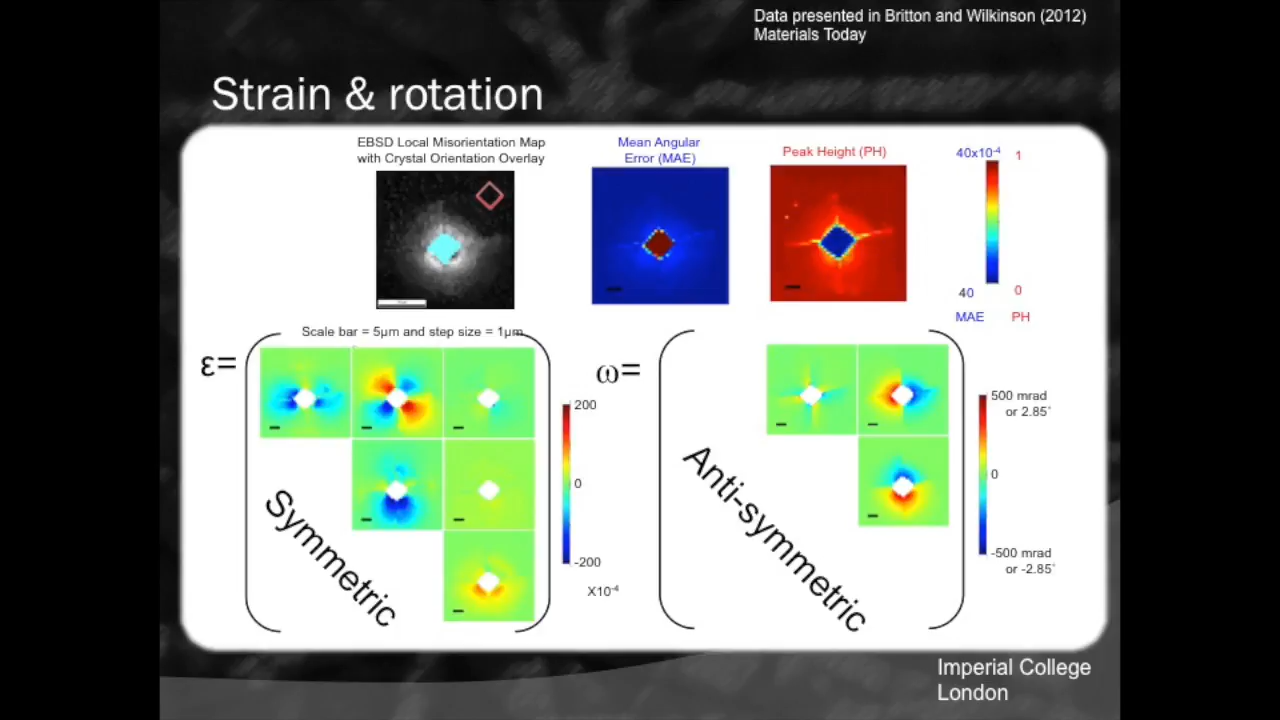 Data presented in Britton and Wilkinson (2012)
Materials Today
Strain & rotation
EBSD Local Misorientation Map
with Crystal Orientation Overlay
Mean Angular
Error (MAE)
Peak Height (PH)
40x10⁻⁴ 1
40 0
MAE PH
Scale bar = 5µm and step size = 1µm
ε=
Symmetric
200
0
-200
X10⁻⁴
ω=
Anti-symmetric
500 mrad
or 2.85˚
0
-500 mrad
or -2.85˚
Imperial College
London